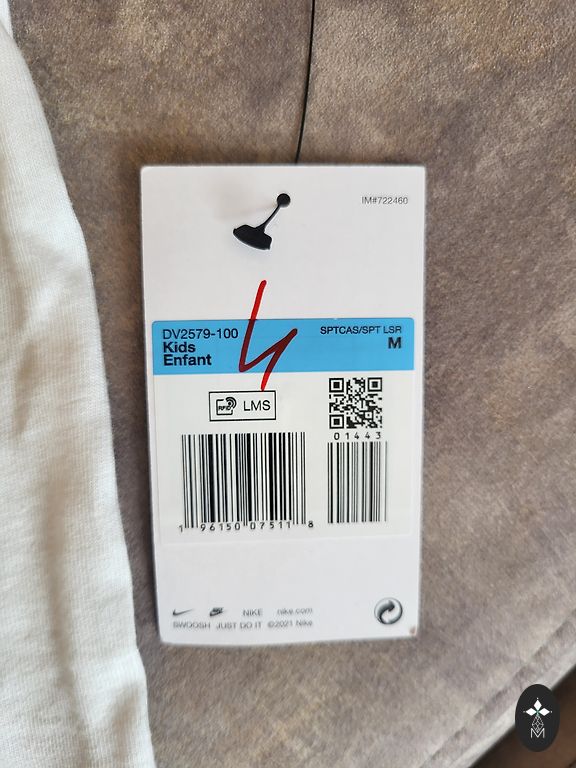 IM#722460
DV2579-100
Kids
Enfant
SPTCAS/SPT LSR
M
RFID LMS
01443
1 96150 07511 8
NIKE nike.com
SWOOSH JUST DO IT ©2021 Nike
M